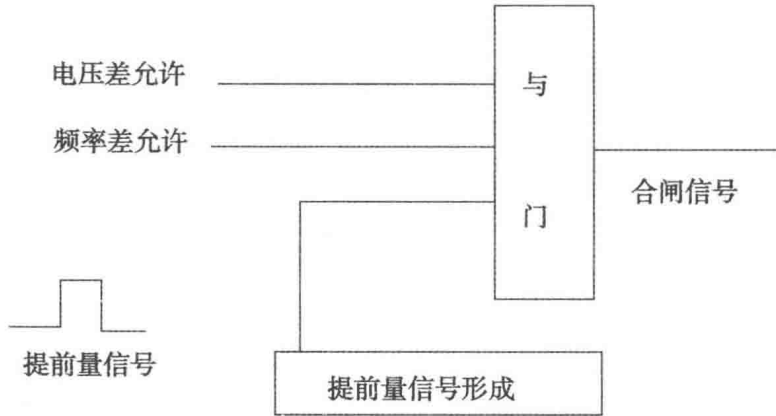 电压差允许
与
频率差允许
合闸信号
门
提前量信号
提前量信号形成